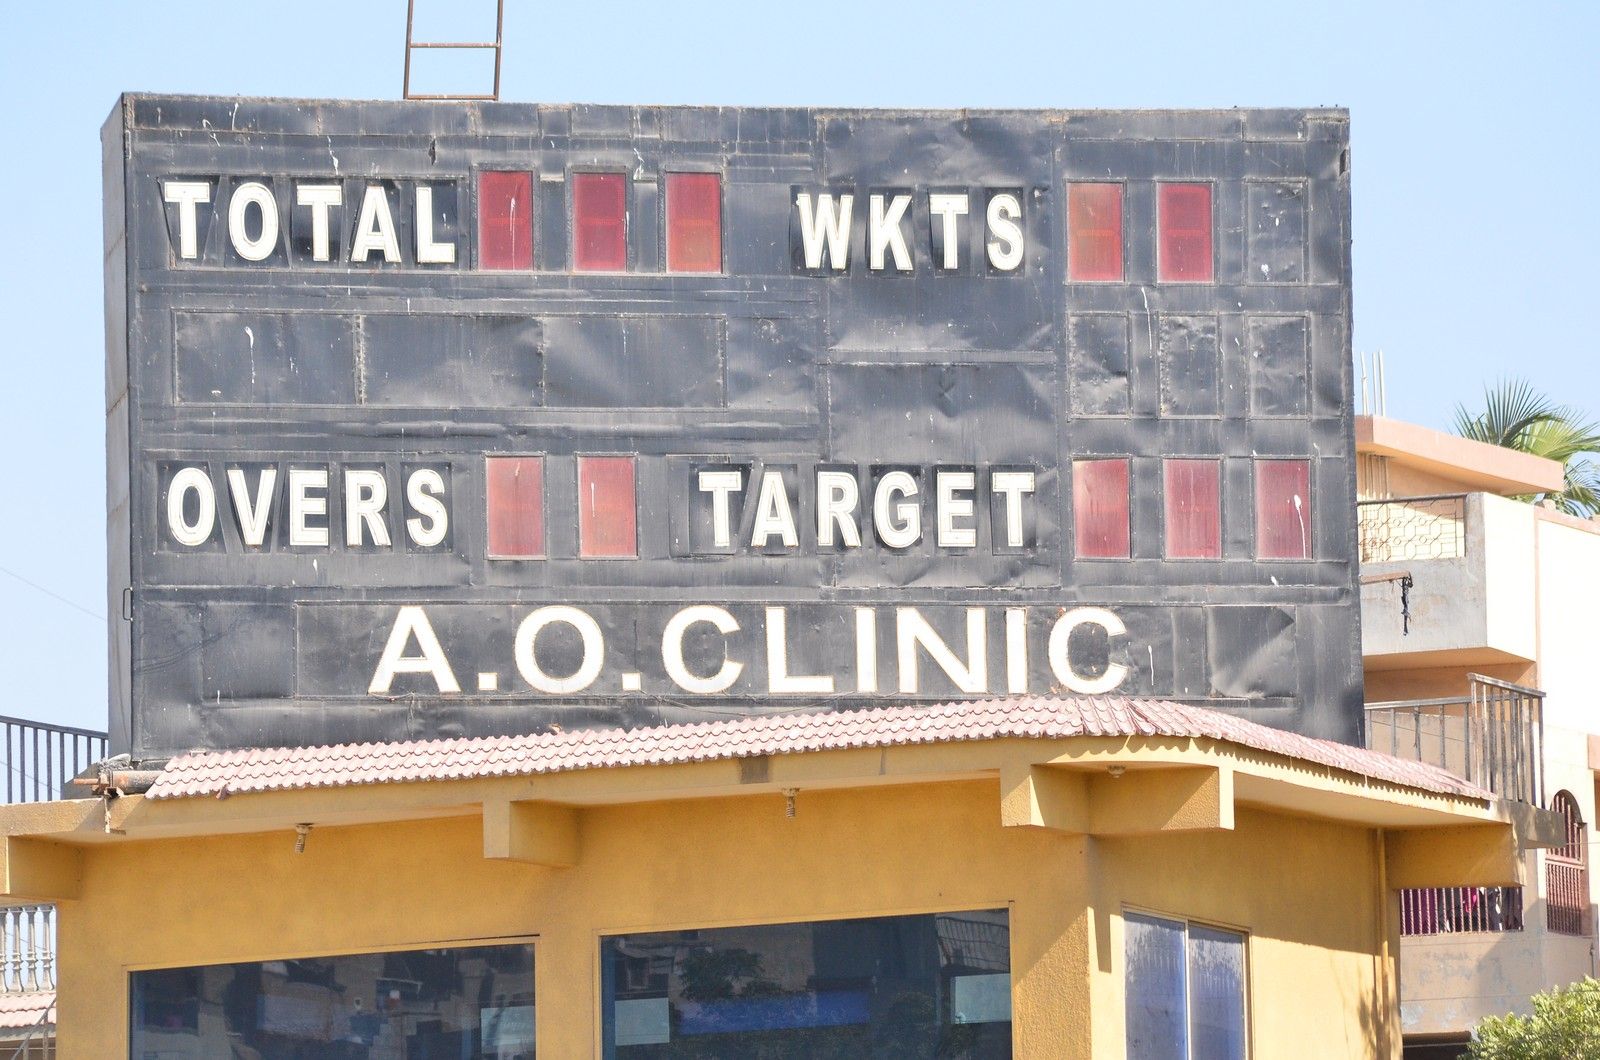 TOTAL WKTS
OVERS TARGET
A.O.CLINIC